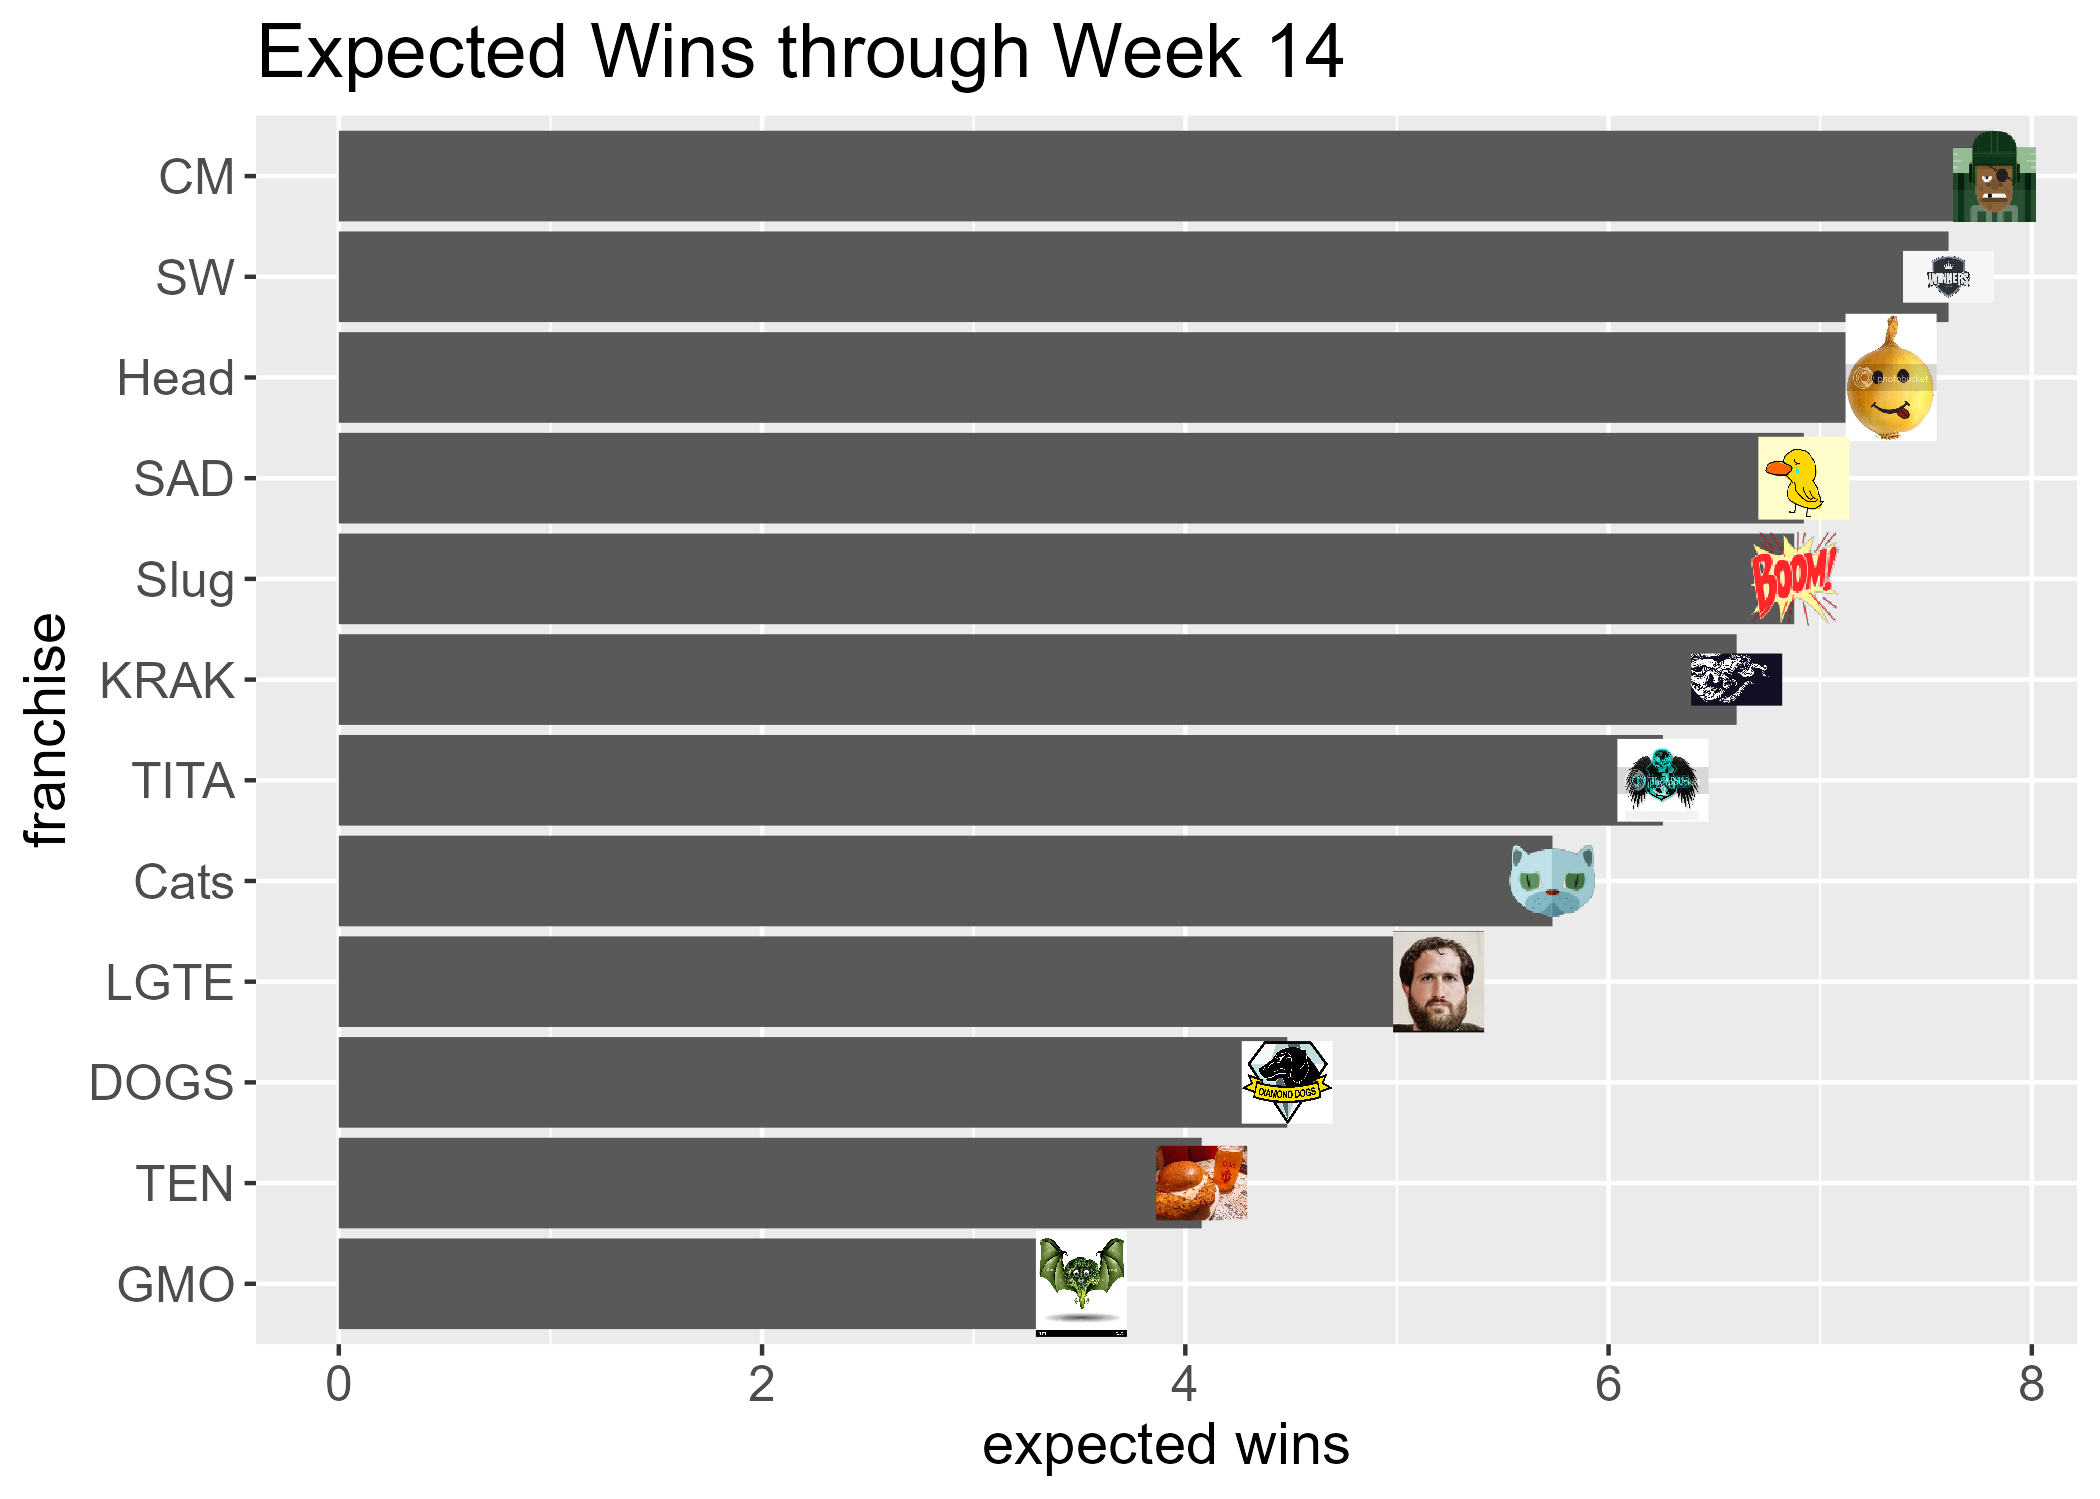 Expected Wins through Week 14
franchise
CM
SW
WINNERS
Head
photobucket
SAD
Slug
BOOM!
KRAK
TITA
Cats
LGTE
DOGS
DIAMOND DOGS
TEN
GMO
0 2 4 6 8
expected wins